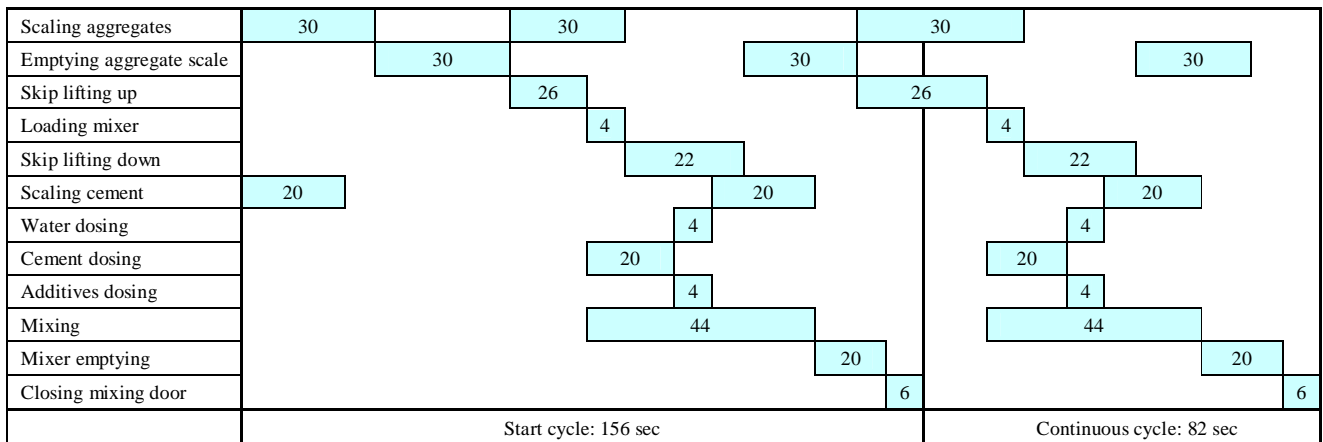 Scaling aggregates 30 30 30
Emptying aggregate scale 30 30 30
Skip lifting up 26 26
Loading mixer 4 4
Skip lifting down 22 22
Scaling cement 20 20 20
Water dosing 4 4
Cement dosing 20 20
Additives dosing 4 4
Mixing 44 44
Mixer emptying 20 20
Closing mixing door 6 6
Start cycle: 156 sec Continuous cycle: 82 sec